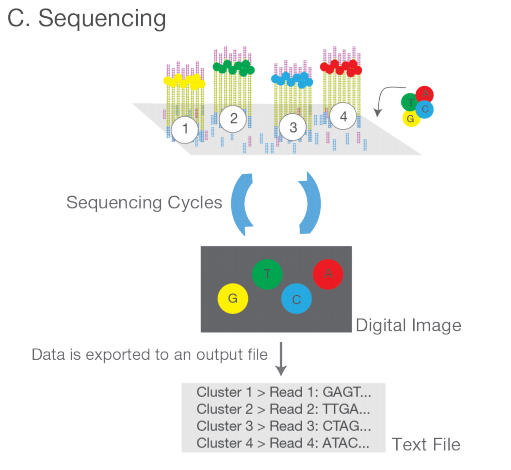 C. Sequencing
1
2
3
4
A
T
C
G
Sequencing Cycles
T
A
G
C
Digital Image
Data is exported to an output file
Cluster 1 > Read 1: GAGT...
Cluster 2 > Read 2: TTGA...
Cluster 3 > Read 3: CTAG...
Cluster 4 > Read 4: ATAC...
Text File